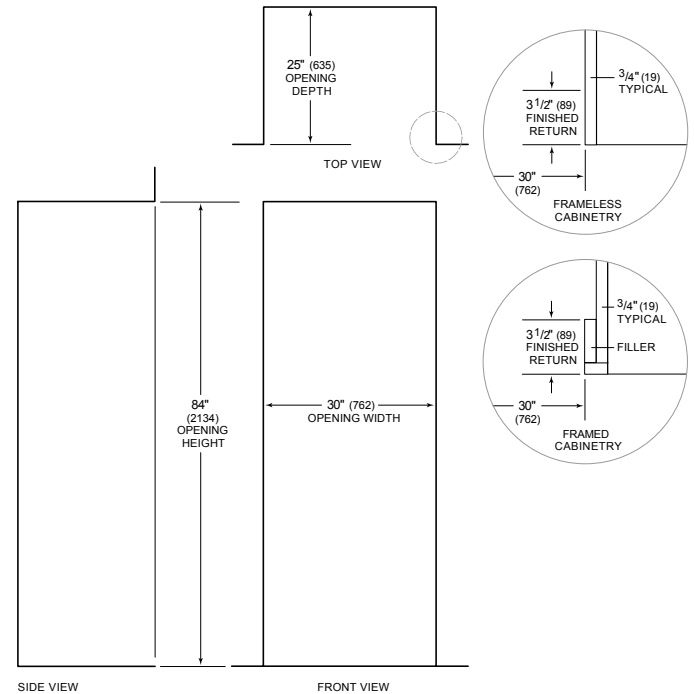 25" (635)
OPENING
DEPTH
TOP VIEW
3/4" (19)
TYPICAL
3 1/2" (89)
FINISHED
RETURN
30"
(762)
FRAMELESS
CABINETRY
3/4" (19)
TYPICAL
3 1/2" (89)
FINISHED
RETURN
FILLER
30"
(762)
FRAMED
CABINETRY
84"
(2134)
OPENING
HEIGHT
30" (762)
OPENING WIDTH
SIDE VIEW
FRONT VIEW